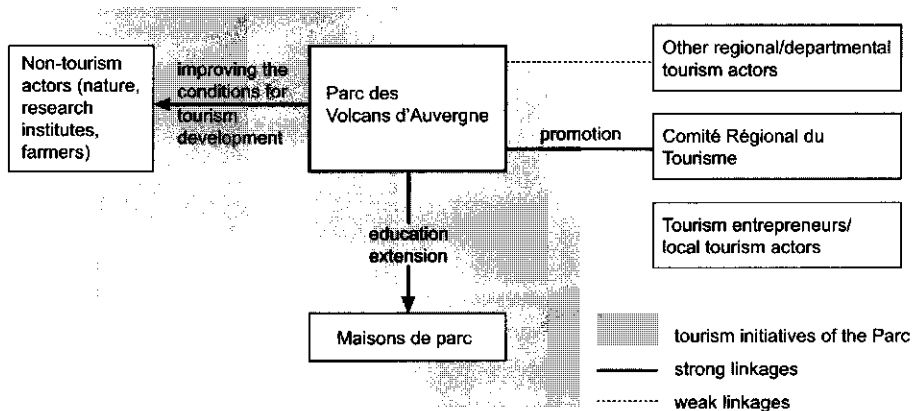 Non-tourism
actors (nature,
research
institutes,
farmers)
improving the
conditions for
tourism
development
Parc des
Volcans d'Auvergne
Other regional/departmental
tourism actors
promotion
Comité Régional du
Tourisme
education
extension
Tourism entrepreneurs/
local tourism actors
Maisons de parc
tourism initiatives of the Parc
strong linkages
weak linkages